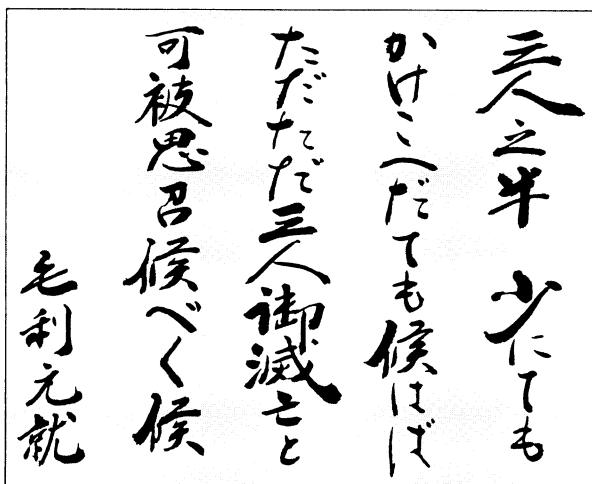 三人之半 少にても
かけこへだても候はば
ただただ三人御滅亡と
可被思召候べく候
毛利元就